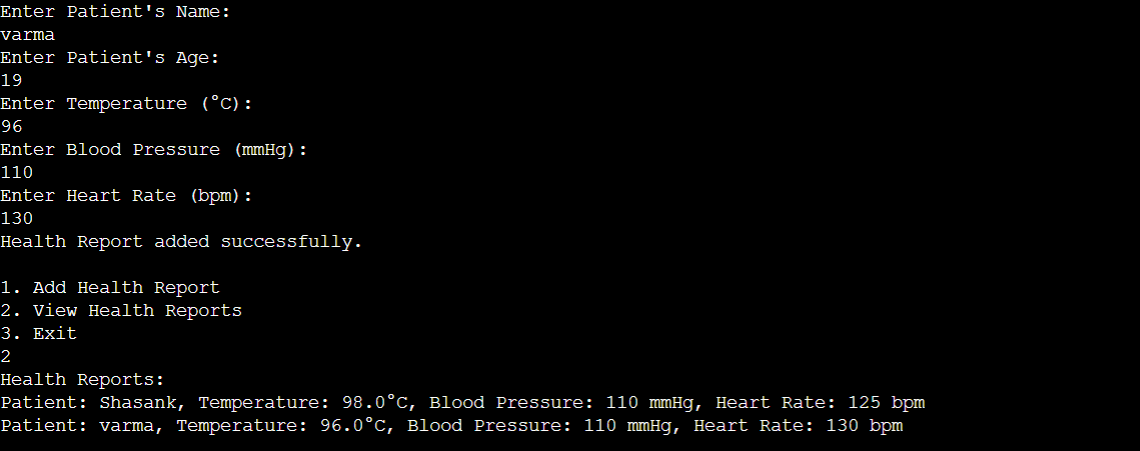 Enter Patient's Name:
varma
Enter Patient's Age:
19
Enter Temperature (°C):
96
Enter Blood Pressure (mmHg):
110
Enter Heart Rate (bpm):
130
Health Report added successfully.
1. Add Health Report
2. View Health Reports
3. Exit
2
Health Reports:
Patient: Shasank, Temperature: 98.0°C, Blood Pressure: 110 mmHg, Heart Rate: 125 bpm
Patient: varma, Temperature: 96.0°C, Blood Pressure: 110 mmHg, Heart Rate: 130 bpm